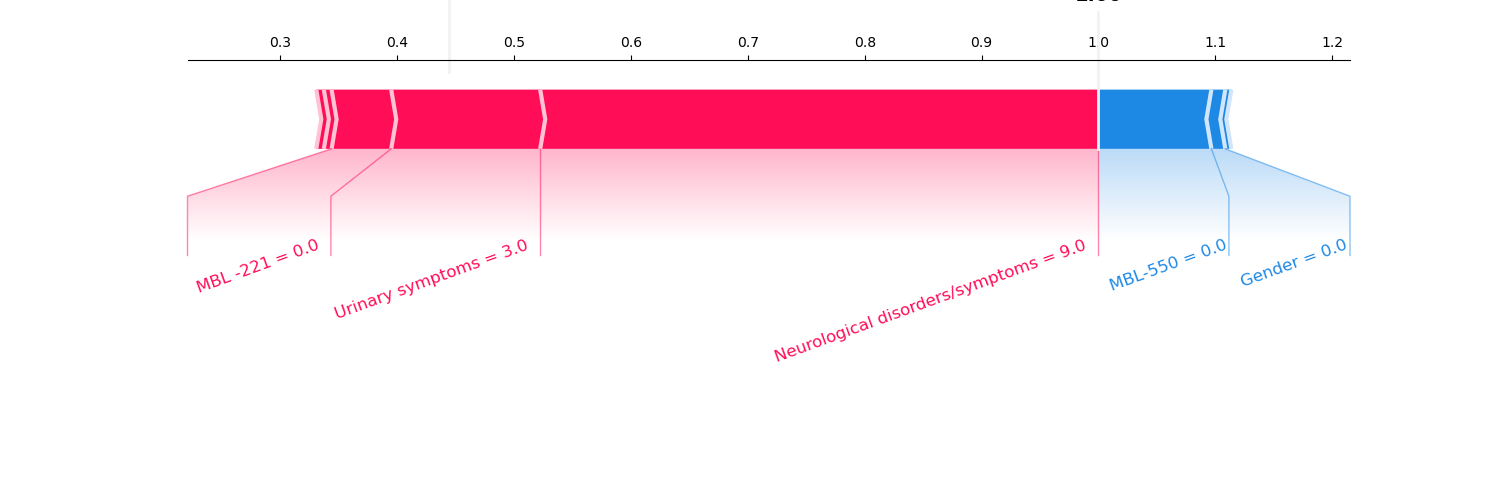 0.3 0.4 0.5 0.6 0.7 0.8 0.9 1 0 1.1 1.2
MBL -221 = 0.0
Urinary symptoms = 3.0
Neurological disorders/symptoms = 9.0
MBL-550 = 0.0
Gender = 0.0